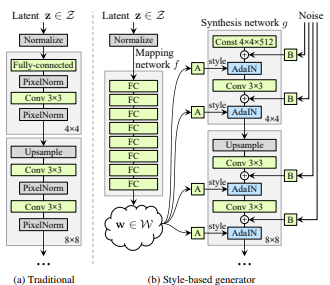 Latent z ∈ Z
Normalize
Fully-connected
PixelNorm
Conv 3×3
PixelNorm
4×4
Upsample
Conv 3×3
PixelNorm
Conv 3×3
PixelNorm
8×8
...
(a) Traditional
Latent z ∈ Z
Normalize
Mapping
network f
FC
FC
FC
FC
FC
FC
FC
FC
w ∈ W
Synthesis network g
Noise
Const 4×4×512
B
A
style
AdaIN
Conv 3×3
B
A
style
AdaIN
4×4
Upsample
Conv 3×3
B
A
style
AdaIN
Conv 3×3
B
A
style
AdaIN
8×8
...
(b) Style-based generator